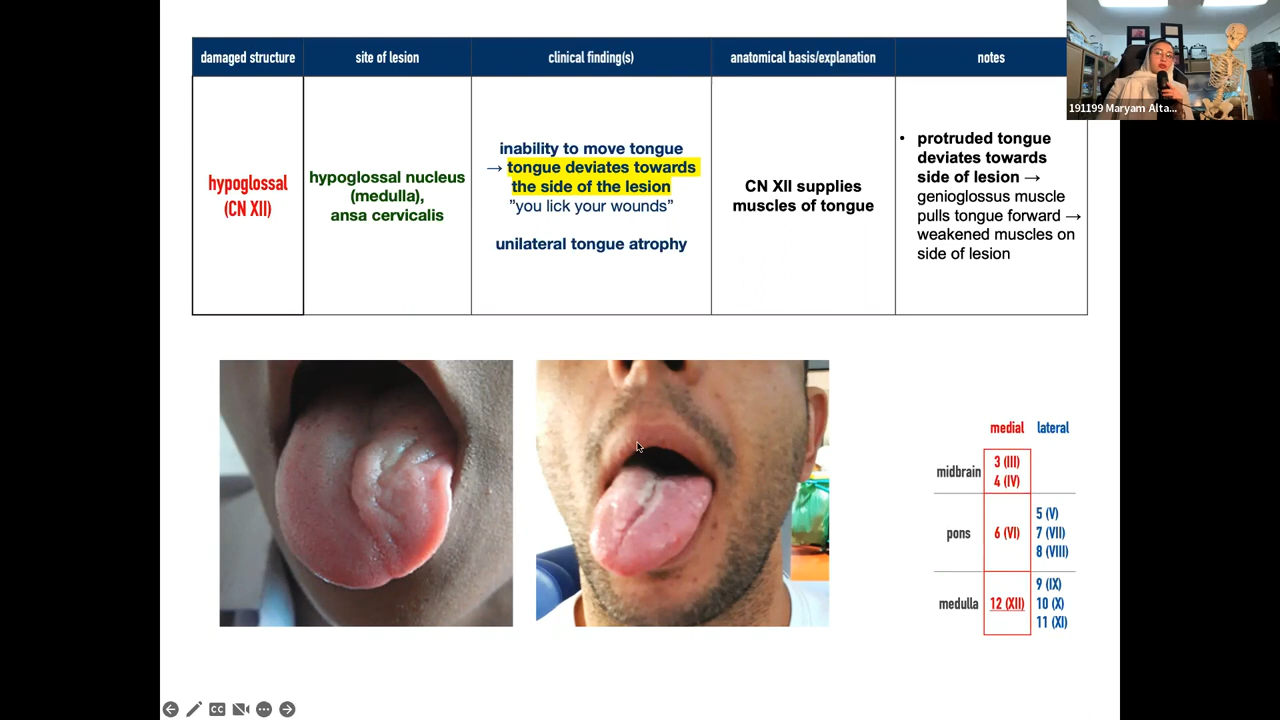 damaged structure
site of lesion
clinical finding(s)
anatomical basis/explanation
notes
hypoglossal
(CN XII)
hypoglossal nucleus
(medulla),
ansa cervicalis
inability to move tongue
→ tongue deviates towards
the side of the lesion
”you lick your wounds”
unilateral tongue atrophy
CN XII supplies
muscles of tongue
• protruded tongue
deviates towards
side of lesion →
genioglossus muscle
pulls tongue forward →
weakened muscles on
side of lesion
191199 Maryam Alta...
medial lateral
midbrain
3 (III)
4 (IV)
pons
6 (VI)
5 (V)
7 (VII)
8 (VIII)
medulla
12 (XII)
9 (IX)
10 (X)
11 (XI)
CC